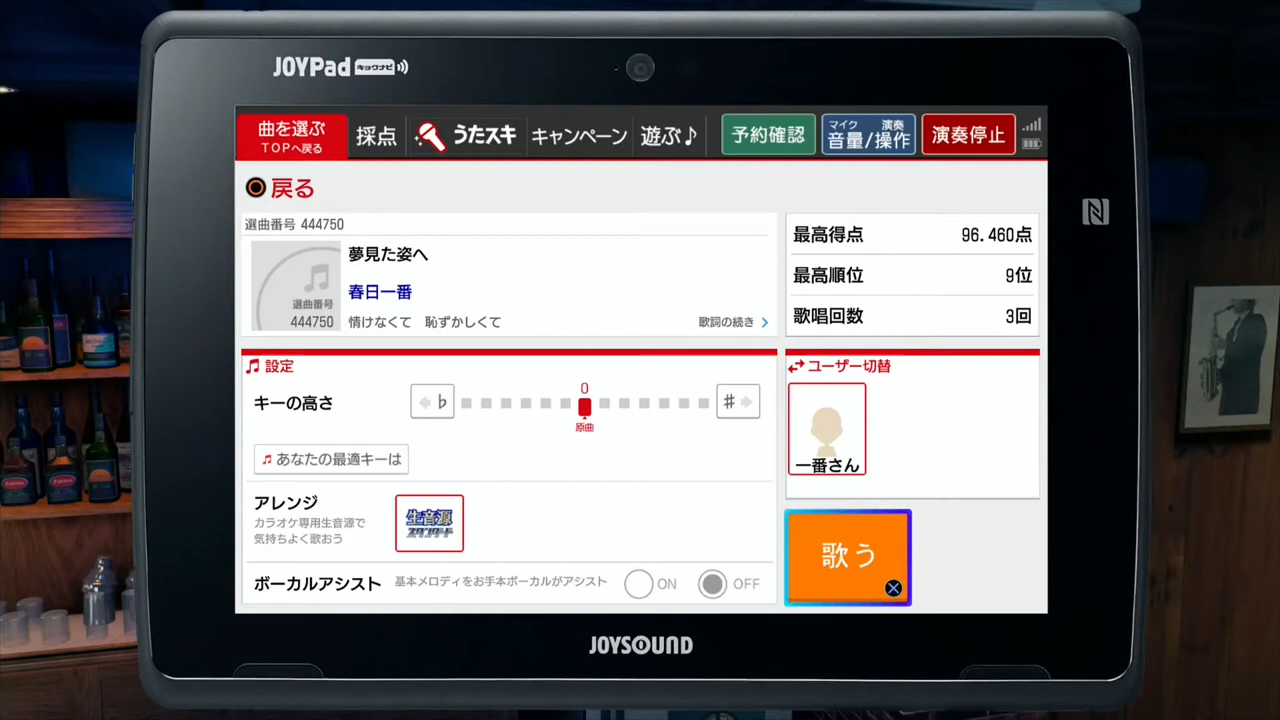 JOYPad キョクナビ
曲を選ぶ
TOPへ戻る
採点
うたスキ
キャンペーン
遊ぶ♪
予約確認
マイク 演奏
音量/操作
演奏停止
戻る
選曲番号 444750
選曲番号
444750
夢見た姿へ
春日一番
情けなくて 恥ずかしくて
歌詞の続き
最高得点 96.460点
最高順位 9位
歌唱回数 3回
設定
キーの高さ
♭
0
原曲
♯
あなたの最適キーは
アレンジ
カラオケ専用生音源で
気持ちよく歌おう
生音源
スタンダード
ボーカルアシスト
基本メロディをお手本ボーカルがアシスト
ON
OFF
ユーザー切替
一番さん
歌う
JOYSOUND